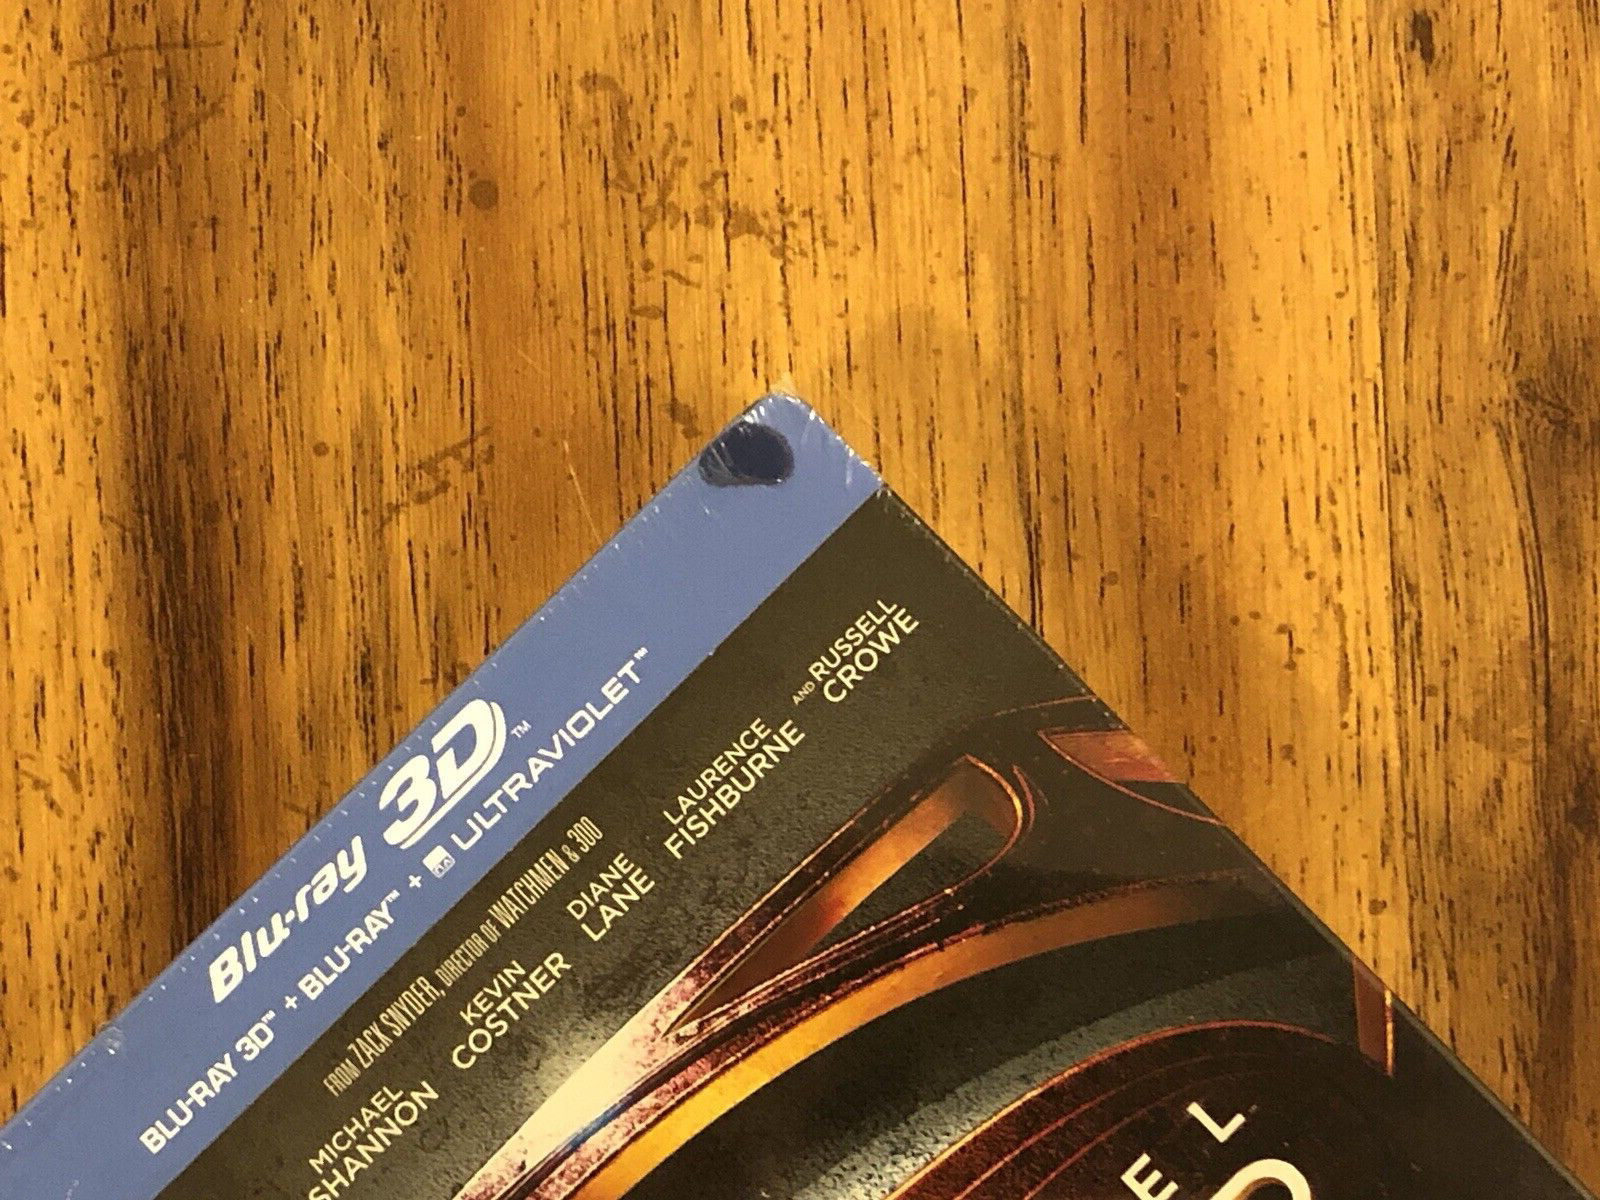 Blu-ray 3D™
BLU-RAY 3D™ + BLU-RAY™ + UV ULTRAVIOLET™
FROM ZACK SNYDER, DIRECTOR OF WATCHMEN & 300
MICHAEL
SHANNON
KEVIN
COSTNER
DIANE
LANE
LAURENCE
FISHBURNE
AND RUSSELL
CROWE
E L